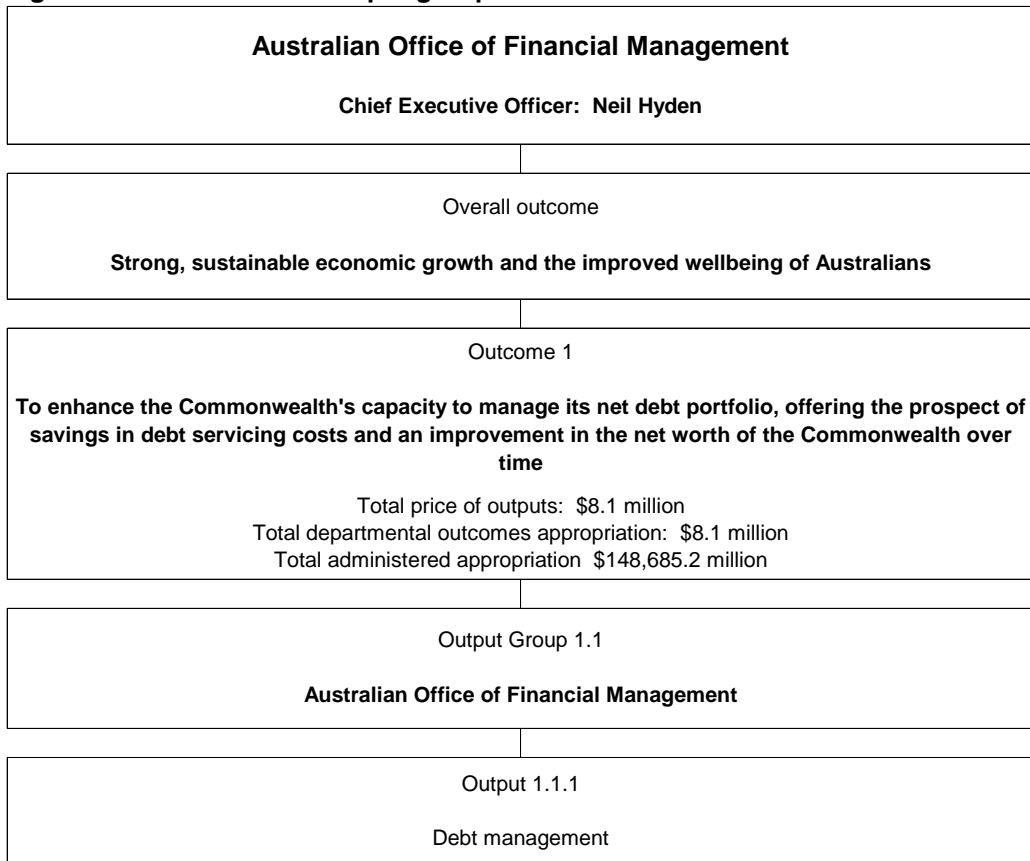 Australian Office of Financial Management
Chief Executive Officer: Neil Hyden
Overall outcome
Strong, sustainable economic growth and the improved wellbeing of Australians
Outcome 1
To enhance the Commonwealth's capacity to manage its net debt portfolio, offering the prospect of
savings in debt servicing costs and an improvement in the net worth of the Commonwealth over
time
Total price of outputs: $8.1 million
Total departmental outcomes appropriation: $8.1 million
Total administered appropriation $148,685.2 million
Output Group 1.1
Australian Office of Financial Management
Output 1.1.1
Debt management